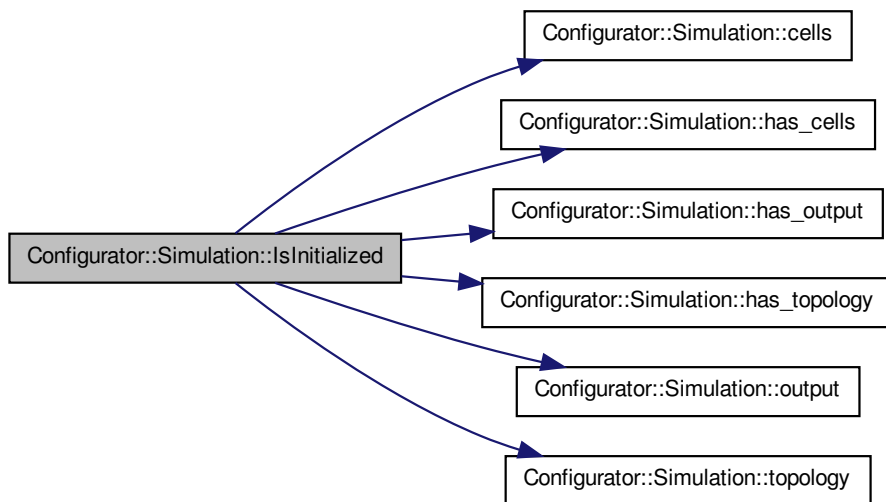 Configurator::Simulation::cells
Configurator::Simulation::has_cells
Configurator::Simulation::has_output
Configurator::Simulation::IsInitialized
Configurator::Simulation::has_topology
Configurator::Simulation::output
Configurator::Simulation::topology